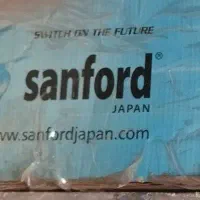 SWITCH ON THE FUTURE
sanford®
JAPAN
www.sanfordjapan.com